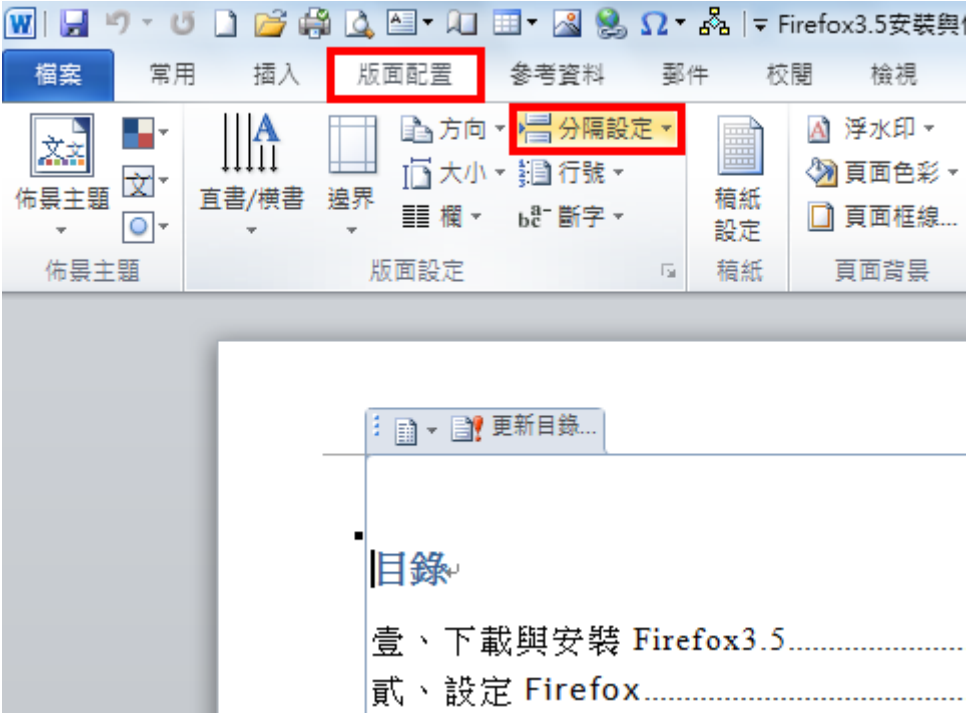 Firefox3.5安裝與
檔案 常用 插入 版面配置 參考資料 郵件 校閱 檢視
佈景主題
文文
文
直書/橫書
邊界
方向 分隔設定
大小 行號
欄 斷字
稿紙
設定
浮水印
頁面色彩
頁面框線...
佈景主題 版面設定 稿紙 頁面背景
更新目錄...
目錄
壹、下載與安裝 Firefox3.5......................
貳、設定 Firefox........................................